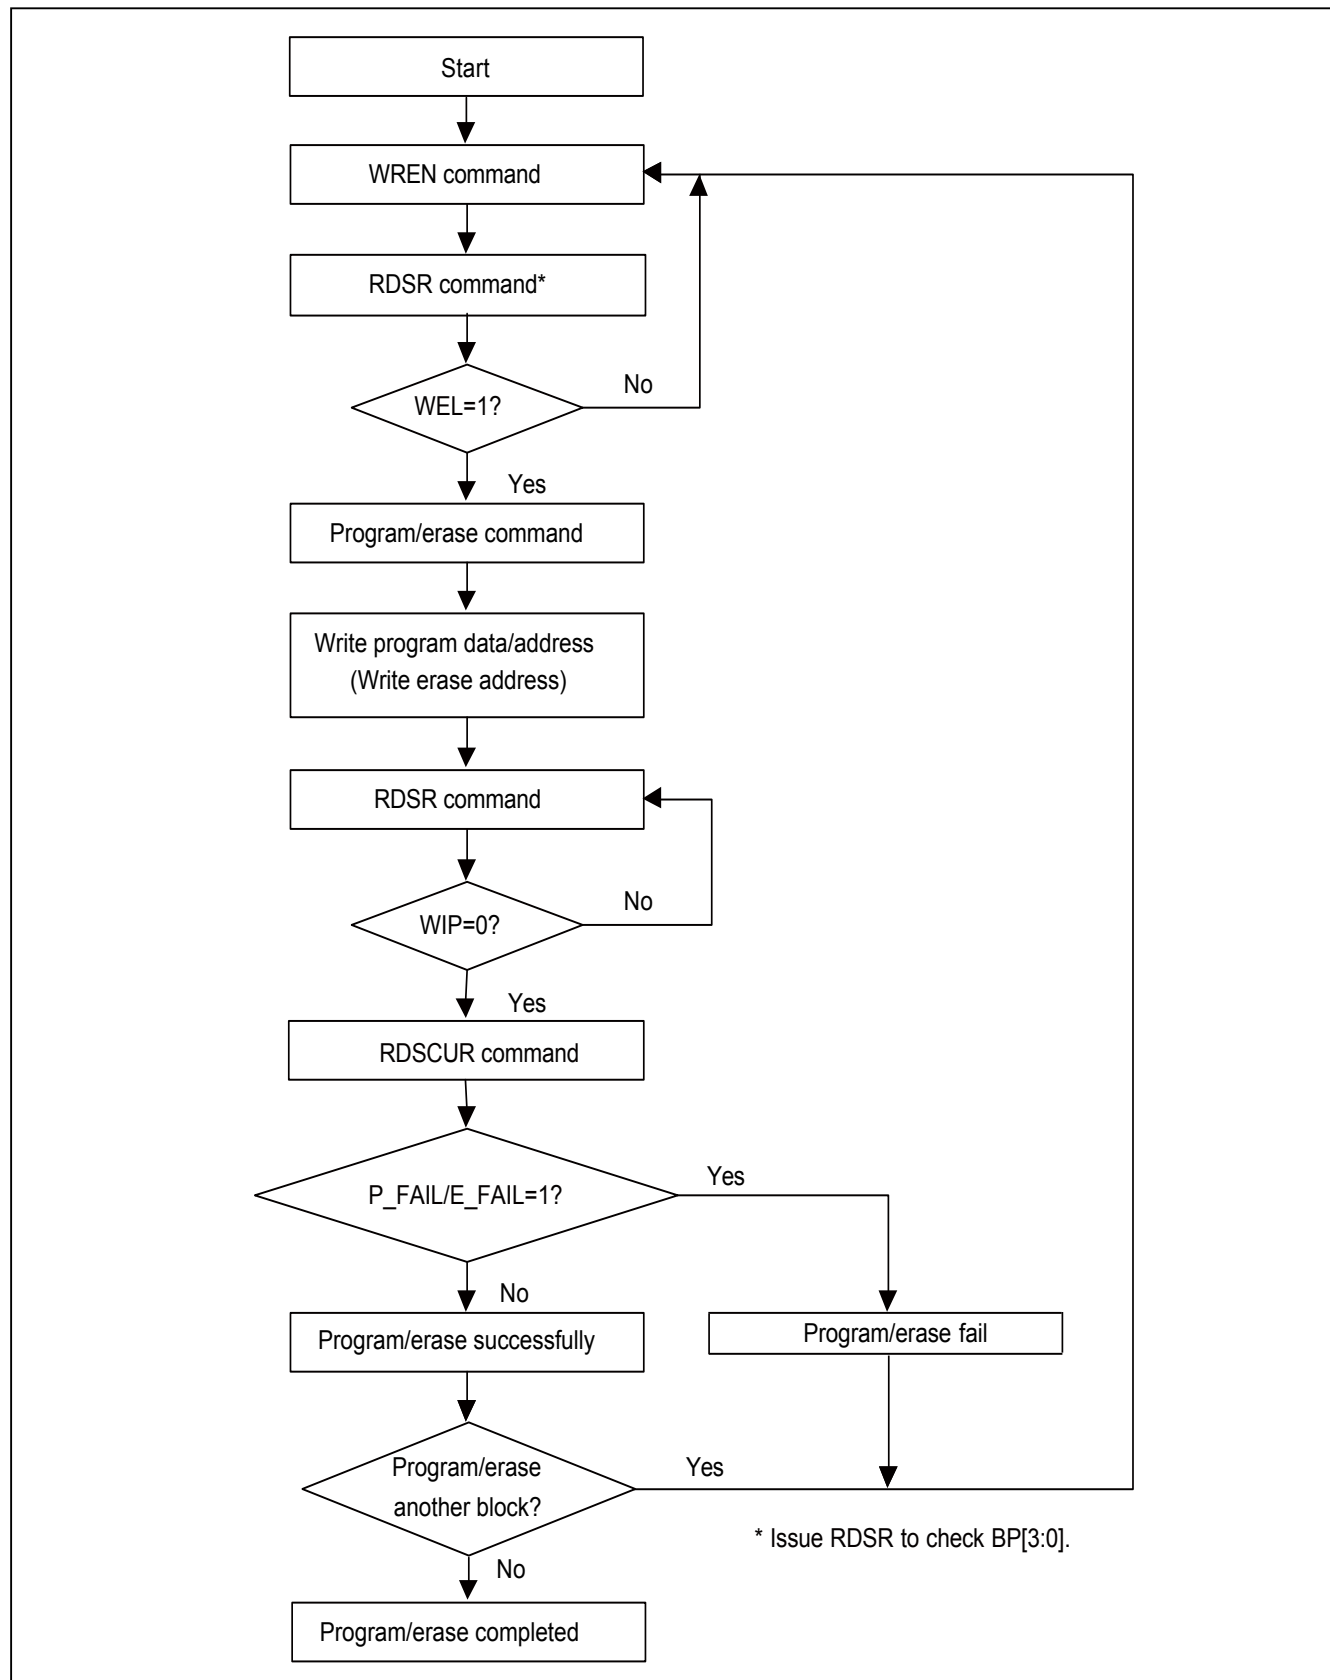 Start
WREN command
RDSR command*
WEL=1?
No
Yes
Program/erase command
Write program data/address
(Write erase address)
RDSR command
WIP=0?
No
Yes
RDSCUR command
P_FAIL/E_FAIL=1?
Yes
No
Program/erase successfully
Program/erase fail
Program/erase
another block?
Yes
* Issue RDSR to check BP[3:0].
No
Program/erase completed